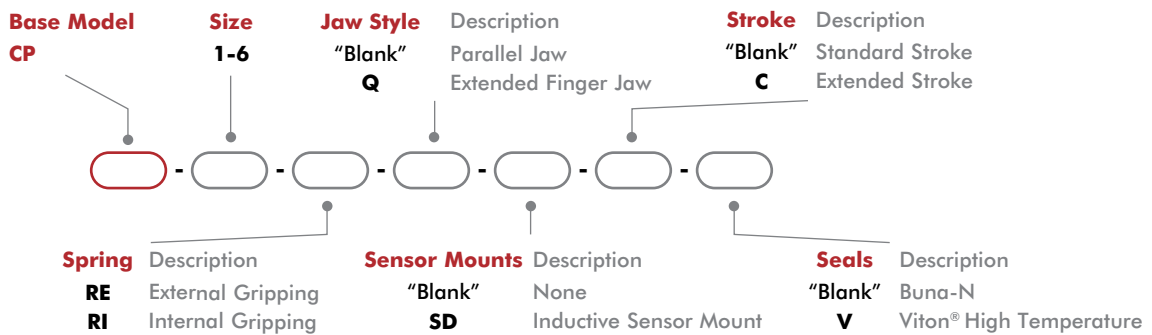 Base Model Size Jaw Style Description Stroke Description
CP 1-6 “Blank” Parallel Jaw “Blank” Standard Stroke
Q Extended Finger Jaw C Extended Stroke
- - - - - -
Spring Description Sensor Mounts Description Seals Description
RE External Gripping “Blank” None “Blank” Buna-N
RI Internal Gripping SD Inductive Sensor Mount V Viton® High Temperature